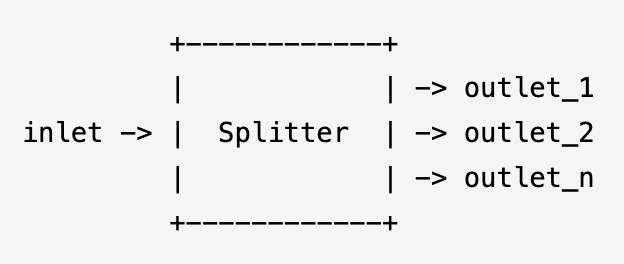 +------------+
|            | -> outlet_1
inlet -> |  Splitter  | -> outlet_2
|            | -> outlet_n
+------------+